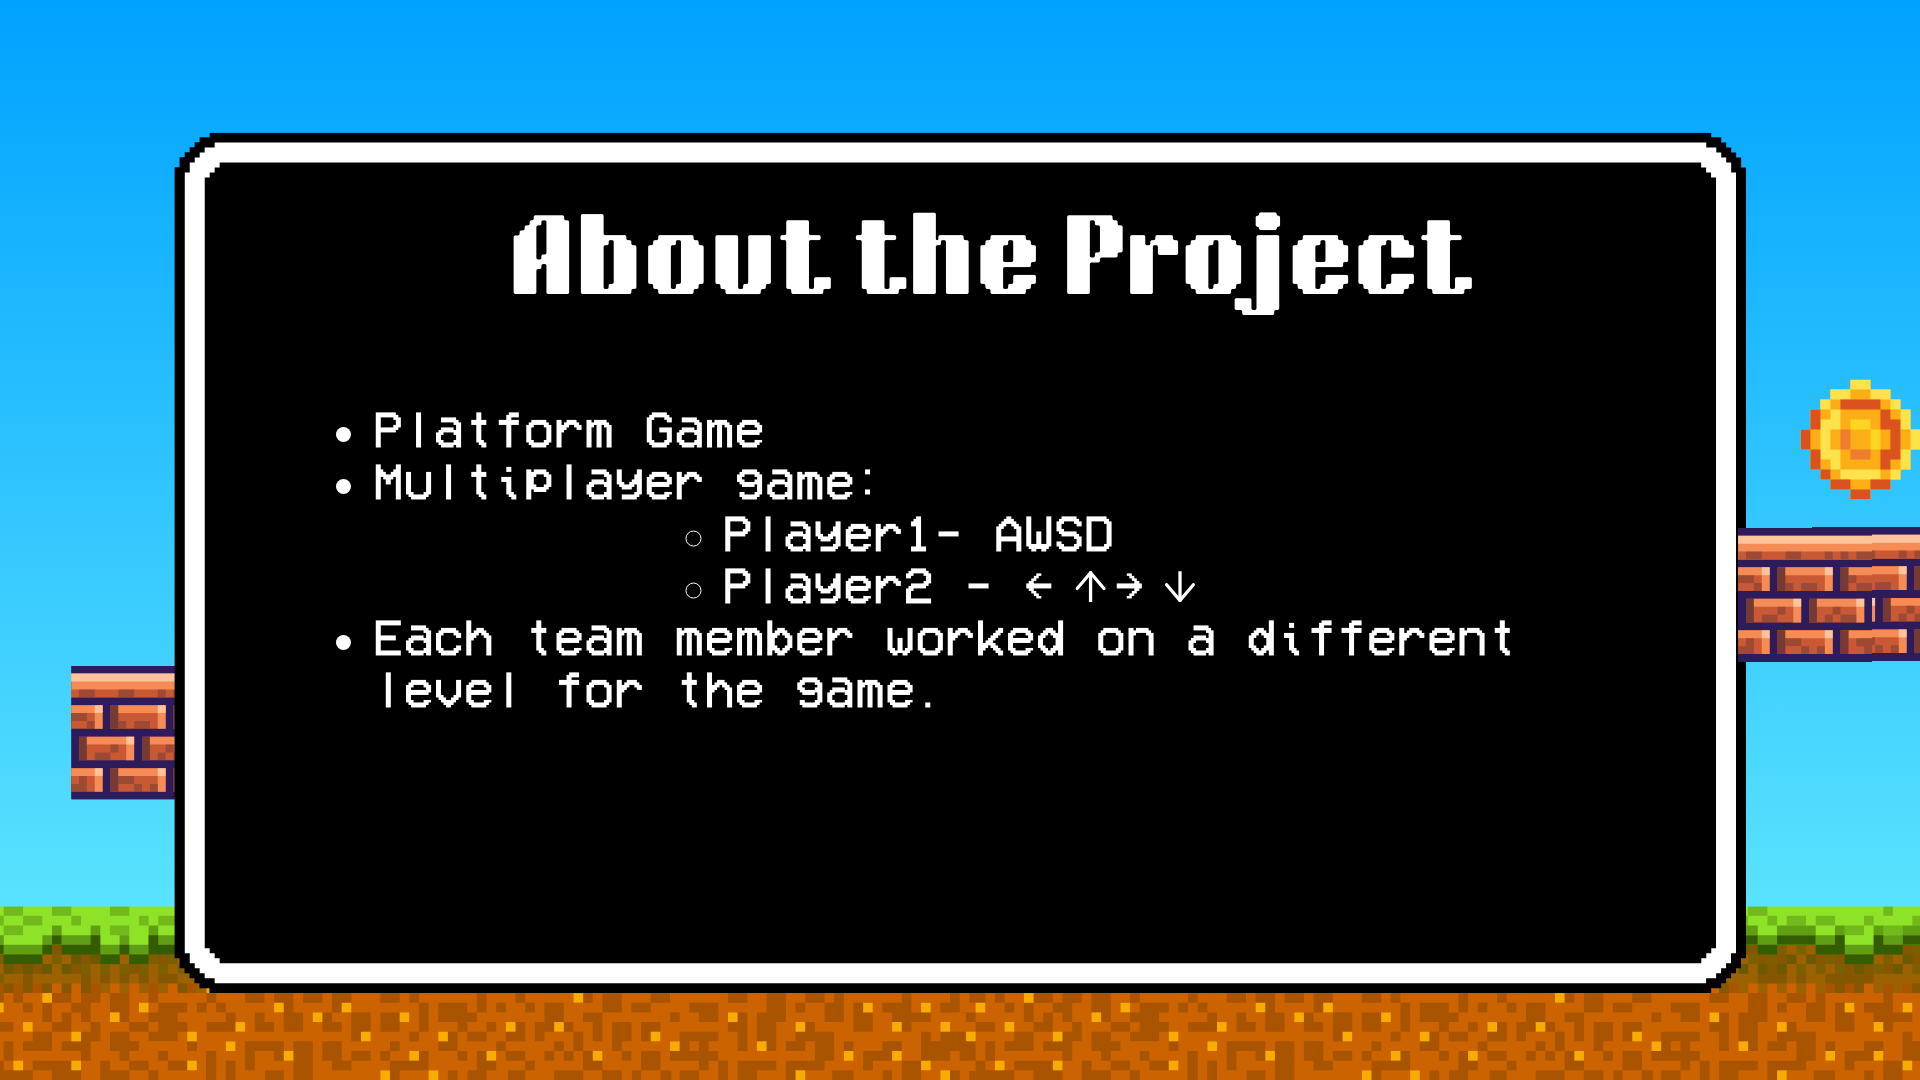 About the Project
• Platform Game
• Multiplayer game:
○ Player1- AWSD
○ Player2 - ← ↑→ ↓
• Each team member worked on a different
level for the game.